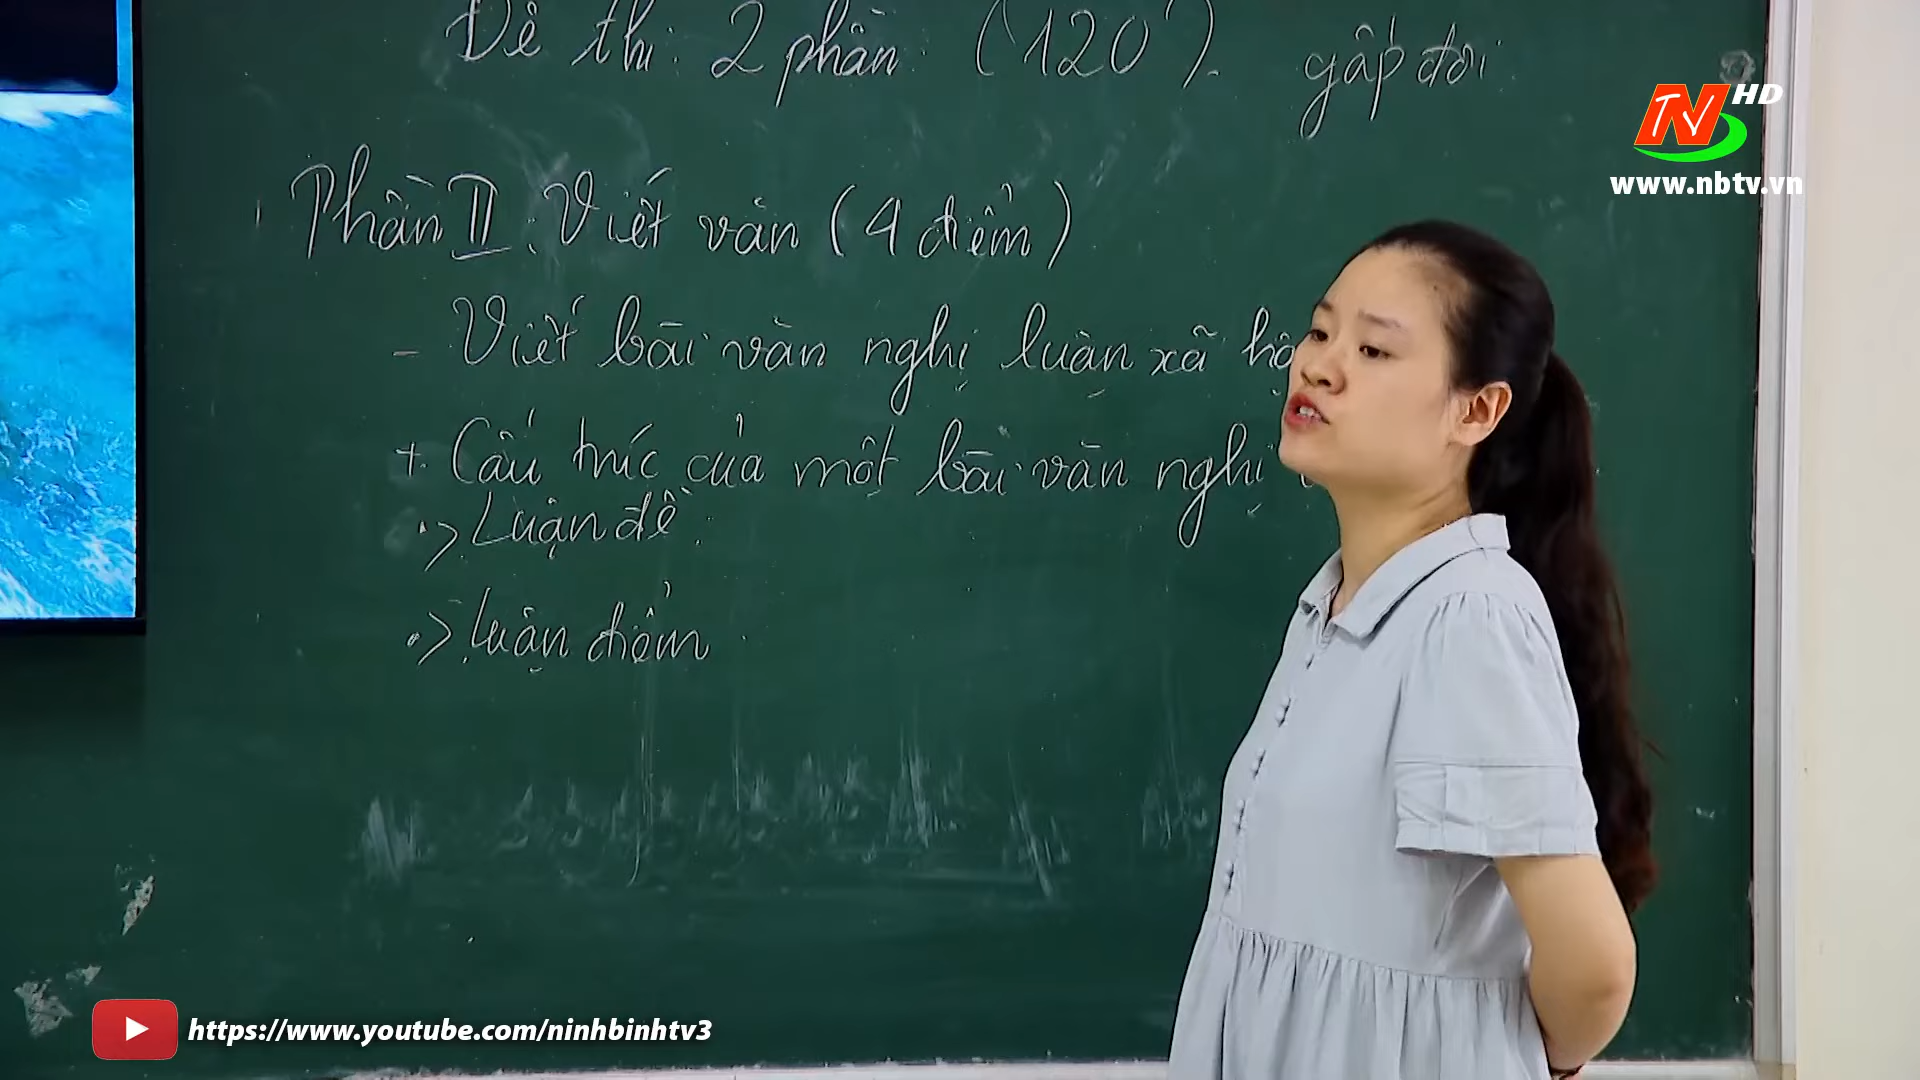 Đề thi: 2 phần: (120'). gấp đôi:
NTV HD
www.nbtv.vn
Phần II: Viết văn (4 điểm)
- Viết bài văn nghị luận xã
+ Cấu trúc của một bài văn nghị
-> Luận đề:
-> Luận điểm
https://www.youtube.com/ninhbinhtv3